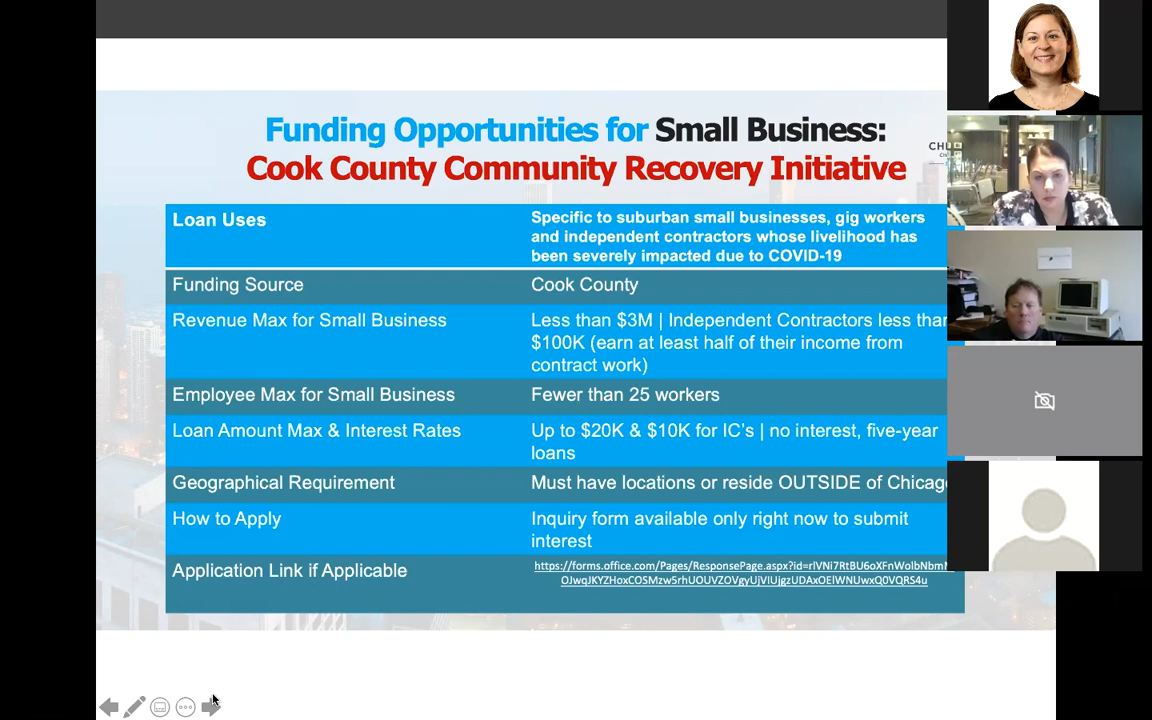 Funding Opportunities for Small Business:
Cook County Community Recovery Initiative
Loan Uses
Specific to suburban small businesses, gig workers
and independent contractors whose livelihood has
been severely impacted due to COVID-19
Funding Source
Cook County
Revenue Max for Small Business
Less than $3M | Independent Contractors less than
$100K (earn at least half of their income from
contract work)
Employee Max for Small Business
Fewer than 25 workers
Loan Amount Max & Interest Rates
Up to $20K & $10K for IC's | no interest, five-year
loans
Geographical Requirement
Must have locations or reside OUTSIDE of Chicag
How to Apply
Inquiry form available only right now to submit
interest
Application Link if Applicable